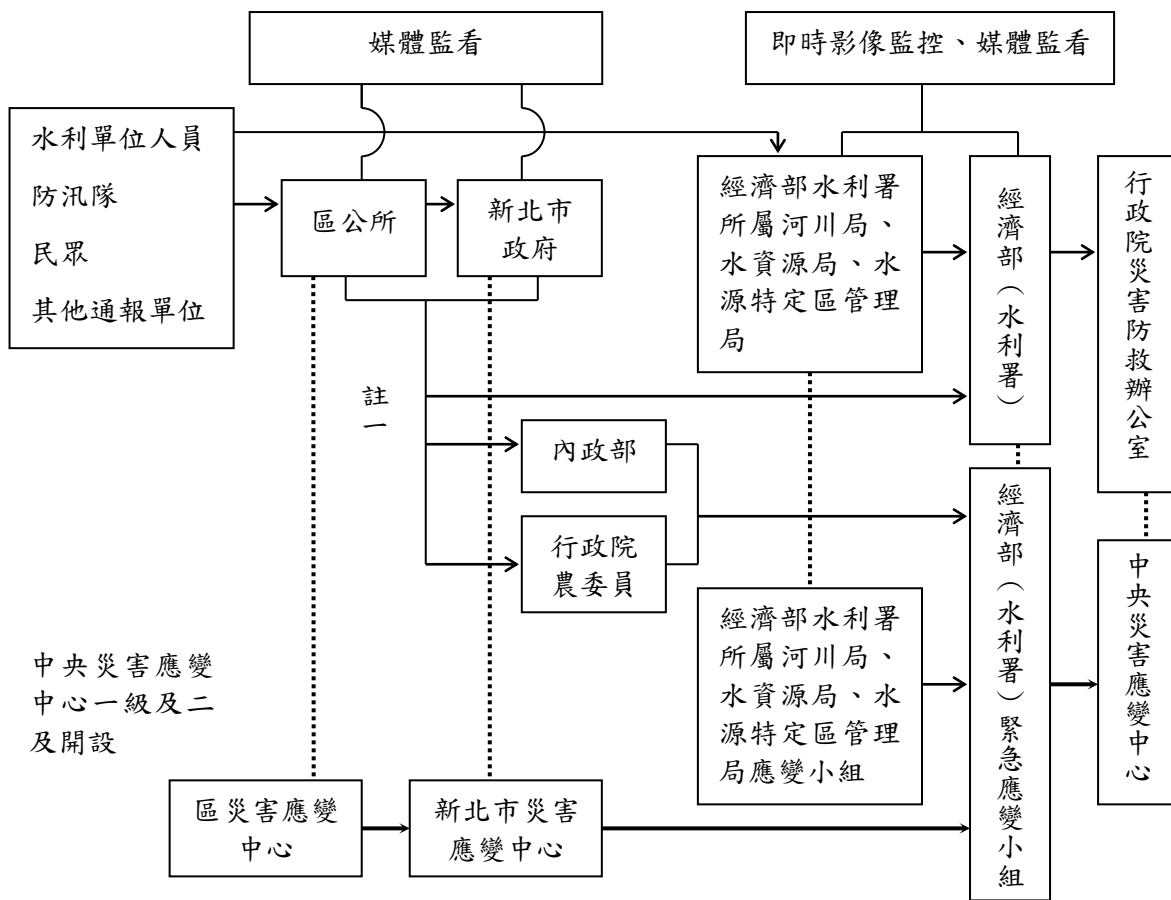 媒體監看
即時影像監控、媒體監看
水利單位人員
防汛隊
民眾
其他通報單位
區公所
新北市
政府
經濟部水利署
所屬河川局、
水資源局、水
源特定區管理
局
經濟部（水利署）
行政院災害防救辦公室
註一
內政部
行政院
農委員
經濟部水利署
所屬河川局、
水資源局、水
源特定區管理
局應變小組
經濟部（水利署）緊急應變小組
中央災害應變中心
中央災害應變
中心一級及二
及開設
區災害應變
中心
新北市災害
應變中心